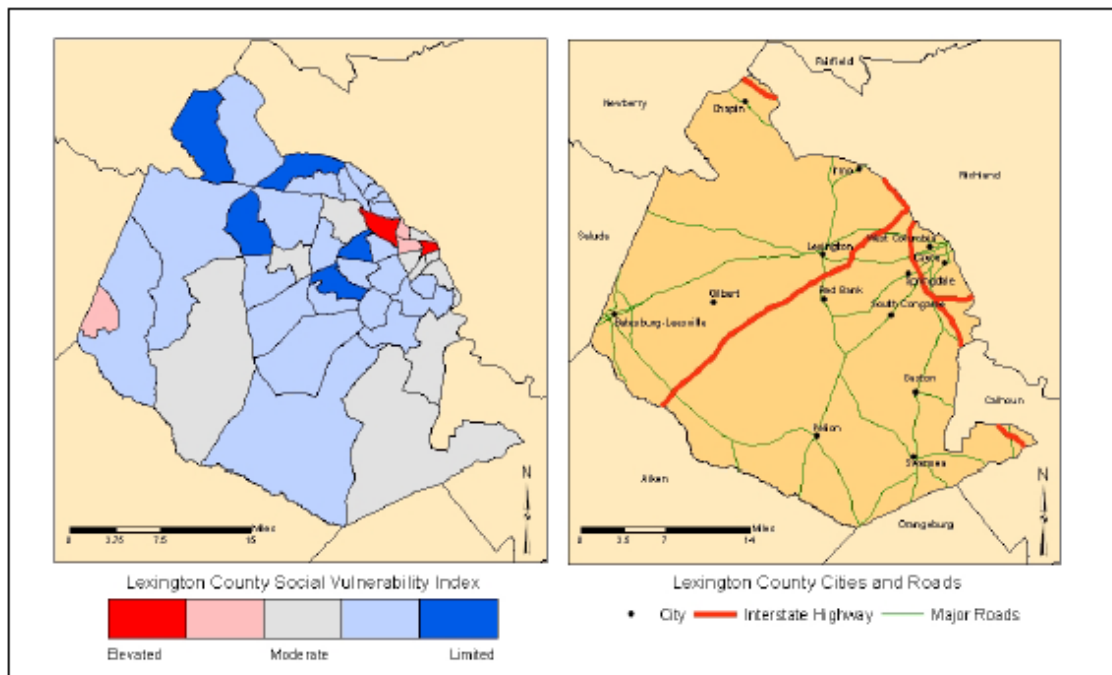 Fairfield
Newberry
Chapin
Irmo
Richland
Saluda
Lexington
West Columbia
Cayce
Springdale
Gilbert
Red Bank
South Congaree
Batesburg-Leesville
Gaston
Calhoun
Pelion
Swansea
Aiken
Orangeburg
N
N
Miles
0 3.75 7.5 15
Miles
0 3.5 7 14
Lexington County Social Vulnerability Index
Elevated Moderate Limited
Lexington County Cities and Roads
City Interstate Highway Major Roads